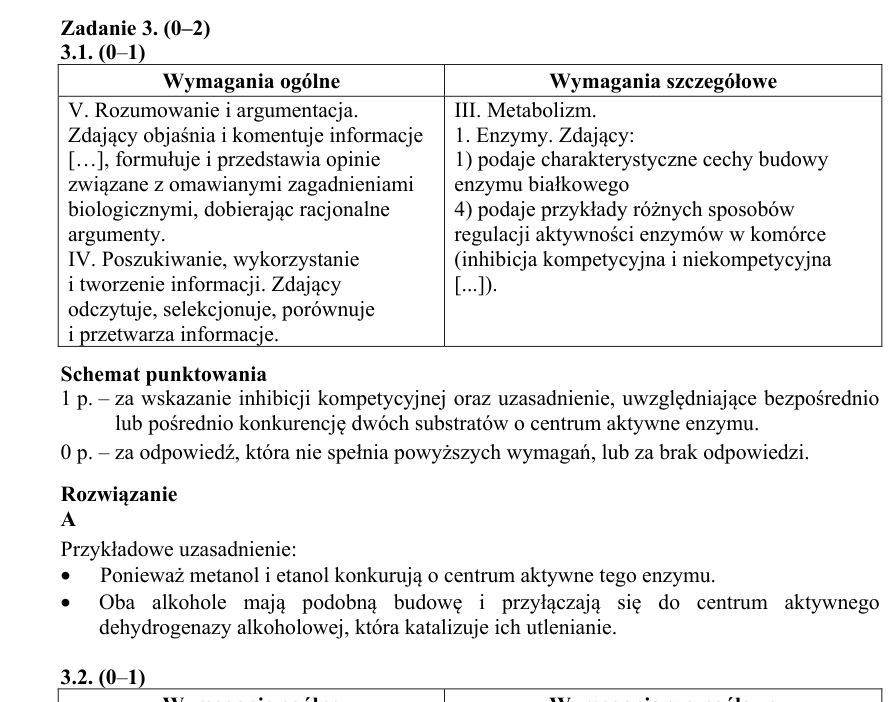 Zadanie 3. (0–2)
3.1. (0–1)
Wymagania ogólne
Wymagania szczegółowe
V. Rozumowanie i argumentacja.
Zdający objaśnia i komentuje informacje
[…], formułuje i przedstawia opinie
związane z omawianymi zagadnieniami
biologicznymi, dobierając racjonalne
argumenty.
IV. Poszukiwanie, wykorzystanie
i tworzenie informacji. Zdający
odczytuje, selekcjonuje, porównuje
i przetwarza informacje.
III. Metabolizm.
1. Enzymy. Zdający:
1) podaje charakterystyczne cechy budowy
enzymu białkowego
4) podaje przykłady różnych sposobów
regulacji aktywności enzymów w komórce
(inhibicja kompetycyjna i niekompetycyjna
[...]).
Schemat punktowania
1 p. – za wskazanie inhibicji kompetycyjnej oraz uzasadnienie, uwzględniające bezpośrednio
lub pośrednio konkurencję dwóch substratów o centrum aktywne enzymu.
0 p. – za odpowiedź, która nie spełnia powyższych wymagań, lub za brak odpowiedzi.
Rozwiązanie
A
Przykładowe uzasadnienie:
• Ponieważ metanol i etanol konkurują o centrum aktywne tego enzymu.
• Oba alkohole mają podobną budowę i przyłączają się do centrum aktywnego
dehydrogenazy alkoholowej, która katalizuje ich utlenianie.
3.2. (0–1)